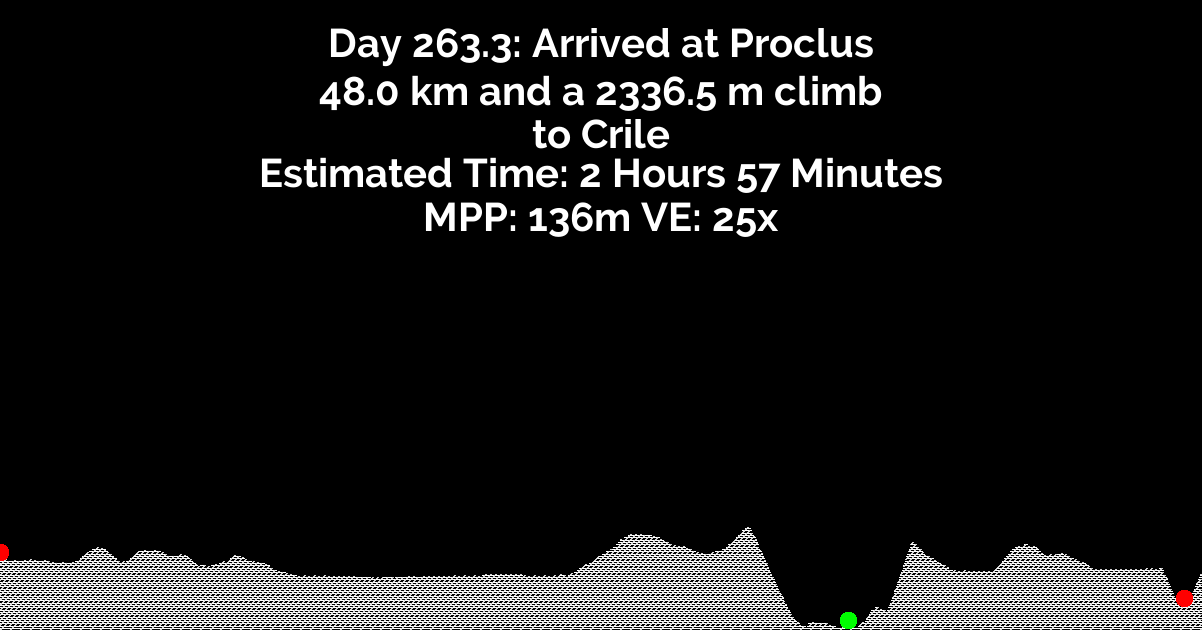 Day 263.3: Arrived at Proclus
48.0 km and a 2336.5 m climb
to Crile
Estimated Time: 2 Hours 57 Minutes
MPP: 136m VE: 25x